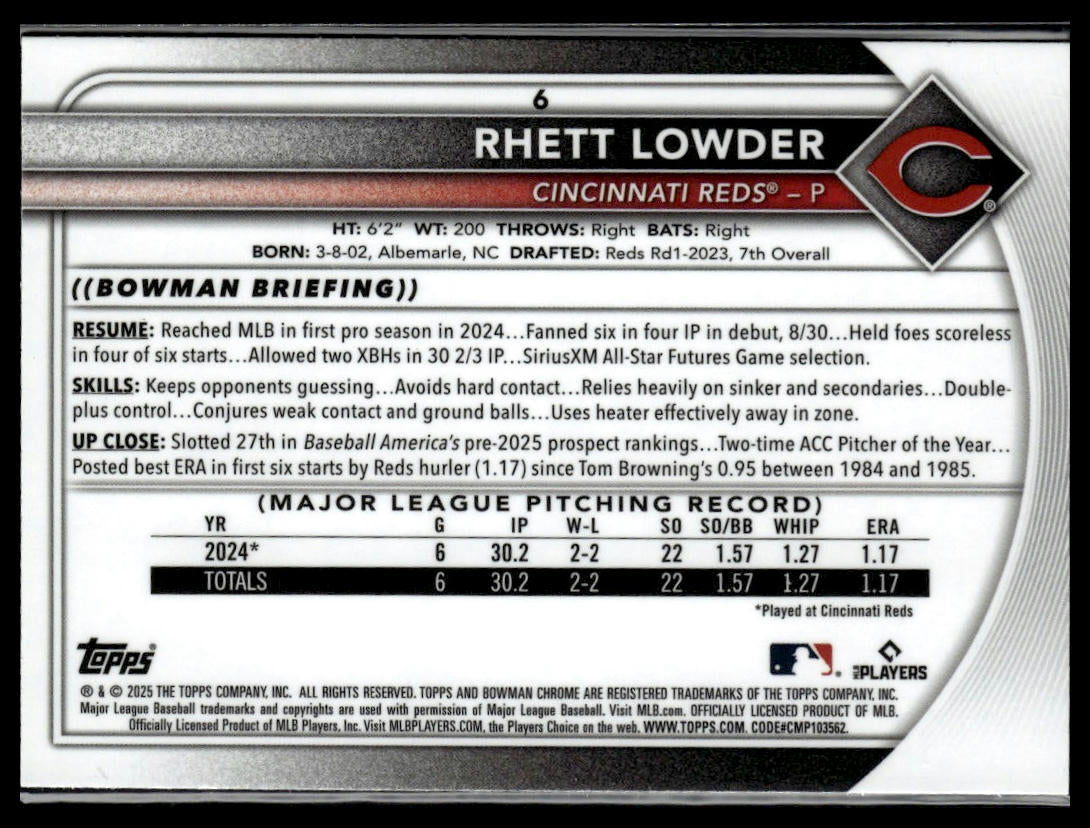 6
RHETT LOWDER
CINCINNATI REDS® – P
C®
HT: 6'2" WT: 200 THROWS: Right BATS: Right
BORN: 3-8-02, Albemarle, NC DRAFTED: Reds Rd1-2023, 7th Overall
((BOWMAN BRIEFING))
RESUME: Reached MLB in first pro season in 2024...Fanned six in four IP in debut, 8/30...Held foes scoreless
in four of six starts...Allowed two XBHs in 30 2/3 IP...SiriusXM All-Star Futures Game selection.
SKILLS: Keeps opponents guessing...Avoids hard contact...Relies heavily on sinker and secondaries...Double-
plus control...Conjures weak contact and ground balls...Uses heater effectively away in zone.
UP CLOSE: Slotted 27th in Baseball America's pre-2025 prospect rankings...Two-time ACC Pitcher of the Year...
Posted best ERA in first six starts by Reds hurler (1.17) since Tom Browning's 0.95 between 1984 and 1985.
(MAJOR LEAGUE PITCHING RECORD)
YR G IP W-L SO SO/BB WHIP ERA
2024* 6 30.2 2-2 22 1.57 1.27 1.17
TOTALS 6 30.2 2-2 22 1.57 1.27 1.17
*Played at Cincinnati Reds
Topps® MLB PLAYERS
® & © 2025 THE TOPPS COMPANY, INC. ALL RIGHTS RESERVED. TOPPS AND BOWMAN CHROME ARE REGISTERED TRADEMARKS OF THE TOPPS COMPANY, INC.
Major League Baseball trademarks and copyrights are used with permission of Major League Baseball. Visit MLB.com. OFFICIALLY LICENSED PRODUCT OF MLB.
Officially Licensed Product of MLB Players, Inc. Visit MLBPLAYERS.COM, the Players Choice on the web. WWW.TOPPS.COM. CODE#CMP103562.